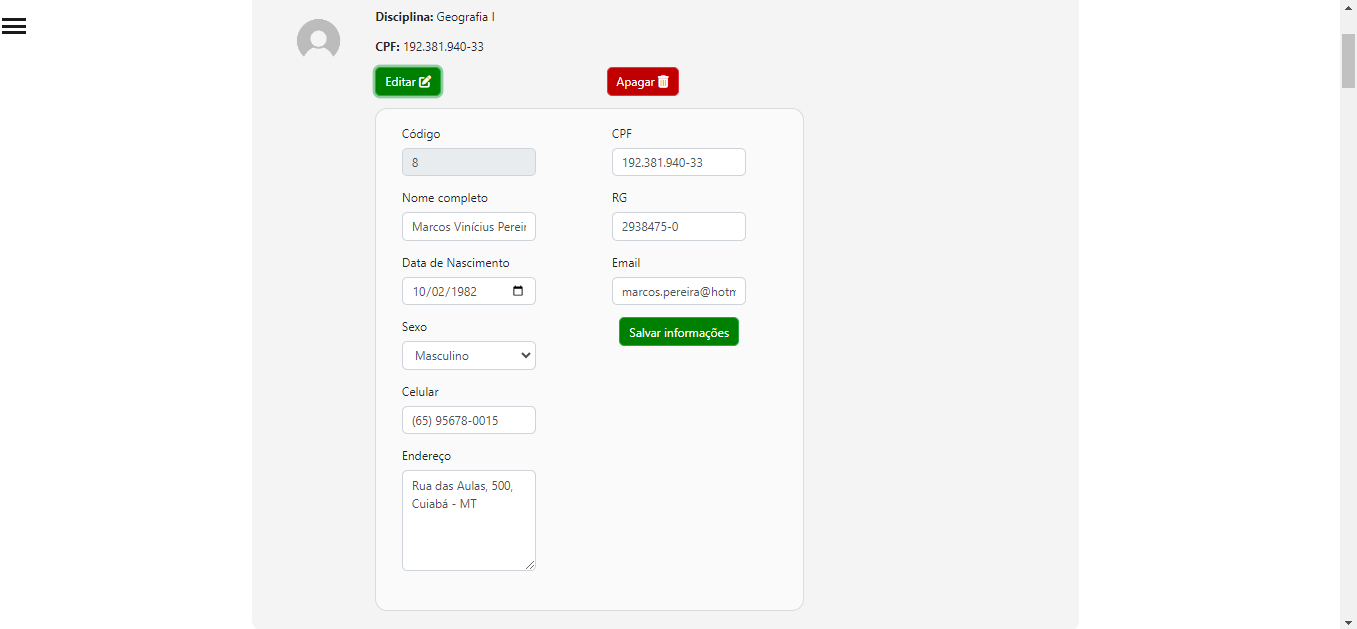 Disciplina: Geografia I
CPF: 192.381.940-33
Editar
Apagar
Código
8
Nome completo
Marcos Vinícius Pereir
Data de Nascimento
10/02/1982
Sexo
Masculino
Celular
(65) 95678-0015
Endereço
Rua das Aulas, 500,
Cuiabá - MT
CPF
192.381.940-33
RG
2938475-0
Email
marcos.pereira@hotm
Salvar informações